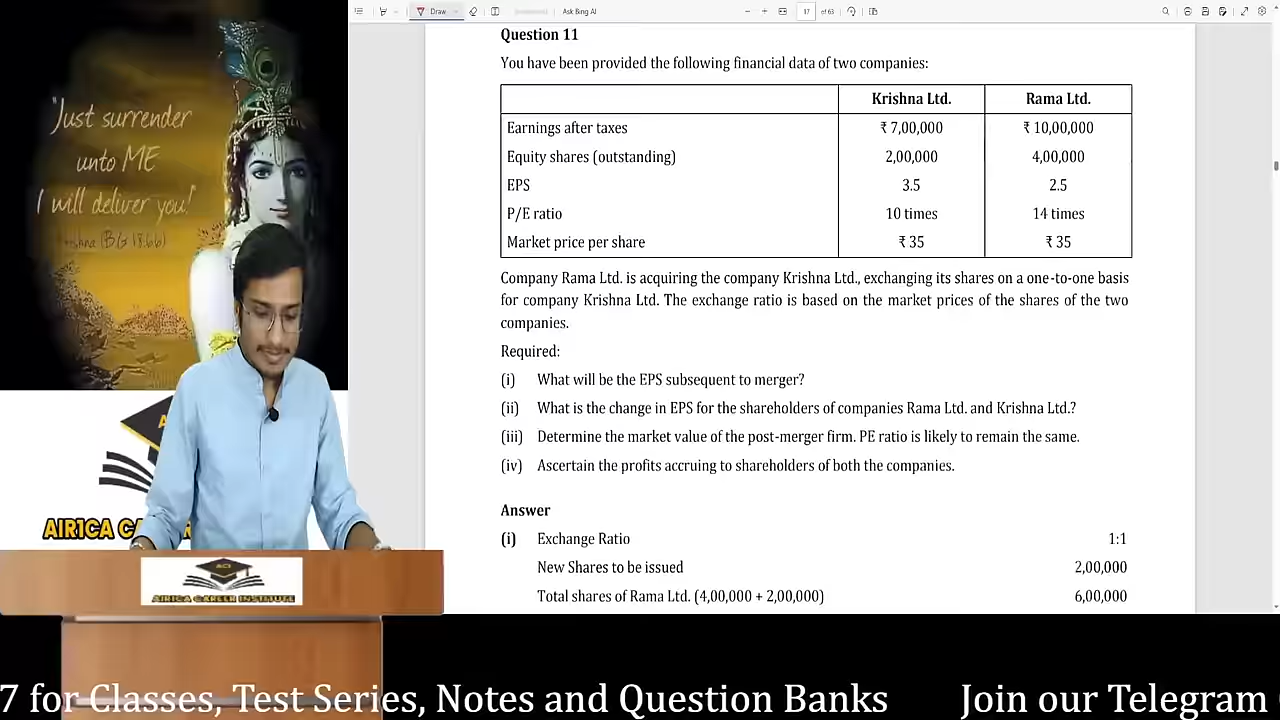 Draw
Ask Bing AI
17 of 63
"Just surrender
unto ME
I will deliver you!"
Question 11
You have been provided the following financial data of two companies:
Krishna Ltd. Rama Ltd.
Earnings after taxes ₹ 7,00,000 ₹ 10,00,000
Equity shares (outstanding) 2,00,000 4,00,000
EPS 3.5 2.5
P/E ratio 10 times 14 times
Market price per share ₹ 35 ₹ 35
Company Rama Ltd. is acquiring the company Krishna Ltd., exchanging its shares on a one-to-one basis
for company Krishna Ltd. The exchange ratio is based on the market prices of the shares of the two
companies.
Required:
(i) What will be the EPS subsequent to merger?
(ii) What is the change in EPS for the shareholders of companies Rama Ltd. and Krishna Ltd.?
(iii) Determine the market value of the post-merger firm. PE ratio is likely to remain the same.
(iv) Ascertain the profits accruing to shareholders of both the companies.
Answer
(i) Exchange Ratio 1:1
New Shares to be issued 2,00,000
Total shares of Rama Ltd. (4,00,000 + 2,00,000) 6,00,000
ACI
AIR1CA CAREER INSTITUTE
7 for Classes, Test Series, Notes and Question Banks Join our Telegram